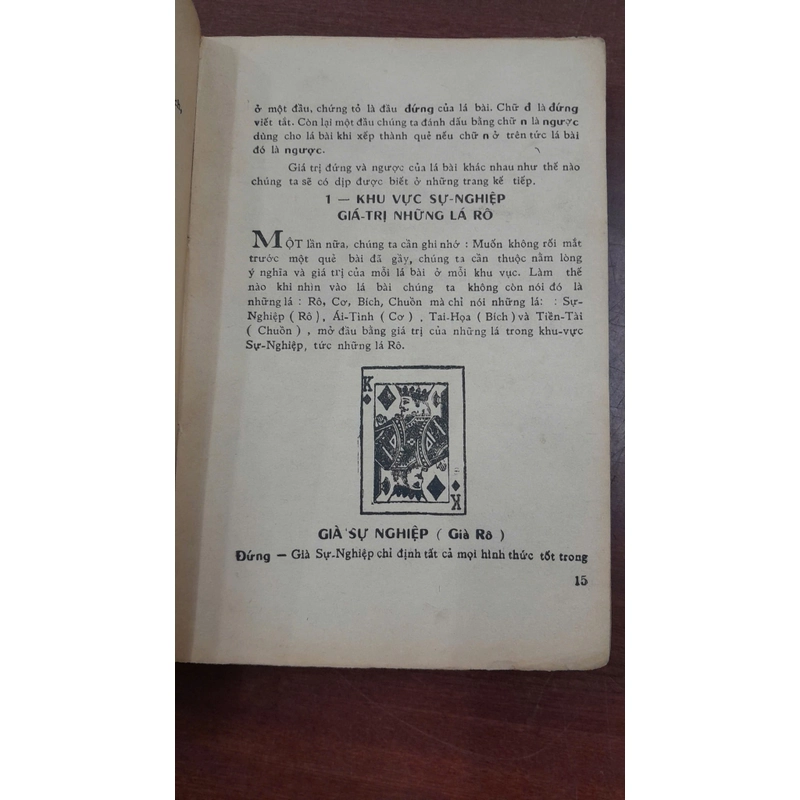 ở một đầu, chứng tỏ là đầu đứng của lá bài. Chữ đ là đứng
viết tắt. Còn lại một đầu chúng ta đánh dấu bằng chữ n là ngược
dùng cho lá bài khi xếp thành quẻ nếu chữ n ở trên tức lá bài
đó là ngược.
Giá trị đứng và ngược của lá bài khác nhau như thế nào
chúng ta sẽ có dịp được biết ở những trang kế tiếp.
1 — KHU VỰC SỰ-NGHIỆP
GIÁ-TRỊ NHỮNG LÁ RÔ
MỘT lần nữa, chúng ta cần ghi nhớ : Muốn không rối mắt
trước một quẻ bài đã gầy, chúng ta cần thuộc nằm lòng
ý nghĩa và giá trị của mỗi lá bài ở mỗi khu vục. Làm thế
nào khi nhìn vào lá bài chúng ta không còn nói đó là
những lá : Rô, Cơ, Bích, Chuồn mà chỉ nói những lá: : Sự-
Nghiệp ( Rô ), Ái-Tình ( Cơ ), Tai-Họa ( Bích ) và Tiền-Tài
( Chuồn ) , mở đầu bằng giá trị của những lá trong khu-vực
Sự-Nghiệp, tức những lá Rô.
K
K
GIÀ SỰ NGHIỆP ( Già Rô )
Đứng — Già Sự-Nghiệp chỉ định tất cả mọi hình thức tốt trong
15